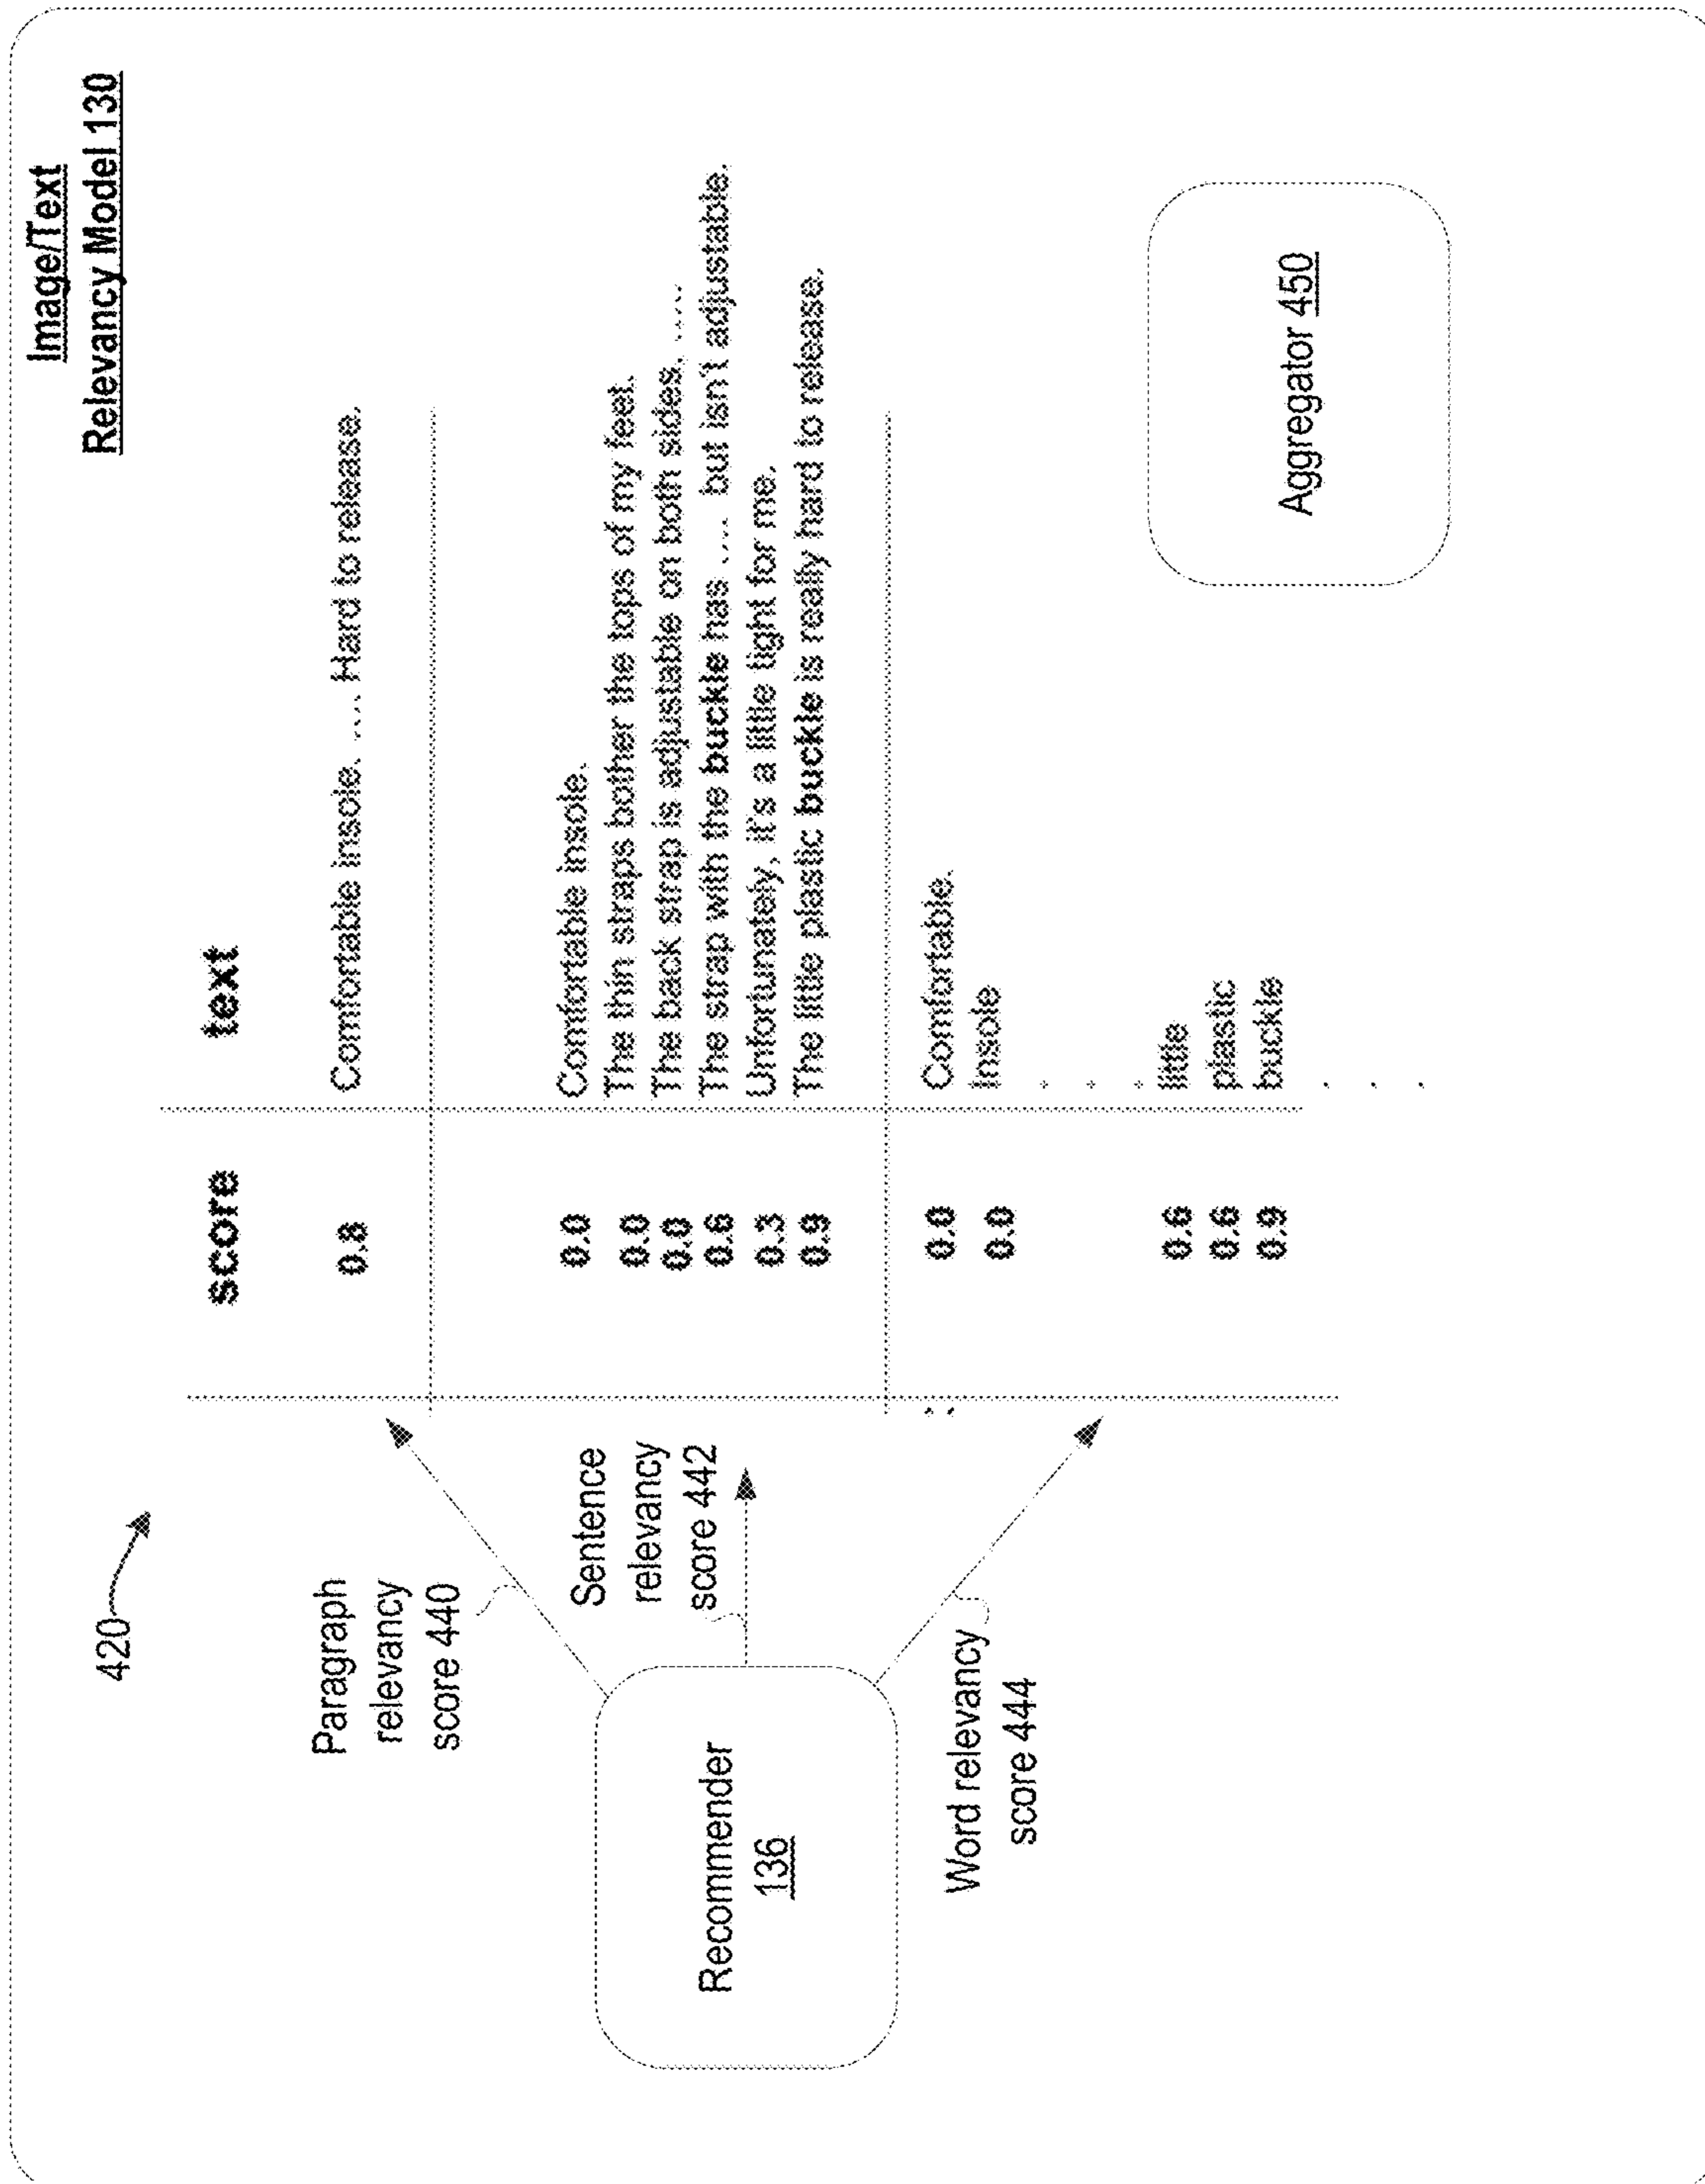 Image/Text
Relevancy Model 130
420
score text
Paragraph
relevancy
score 440
0.8 Comfortable insole. .... Hard to release.
Sentence
relevancy
score 442
0.0 Comfortable insole.
0.0 The thin straps bother the tops of my feet.
0.0 The back strap is adjustable on both sides, ....
0.6 The strap with the buckle has .... but isn't adjustable.
0.3 Unfortunately, it's a little tight for me.
0.9 The little plastic buckle is really hard to release.
Recommender
136
Word relevancy
score 444
0.0 Comfortable.
0.0 Insole
.
.
.
0.6 little
0.6 plastic
0.9 buckle
.
.
.
Aggregator 450